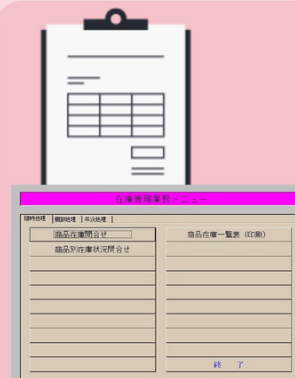 在庫管理業務メニュー
随時処理 棚卸処理 年次処理
商品在庫問合せ 商品在庫一覧表 (印刷)
商品別在庫状況問合せ
終 了